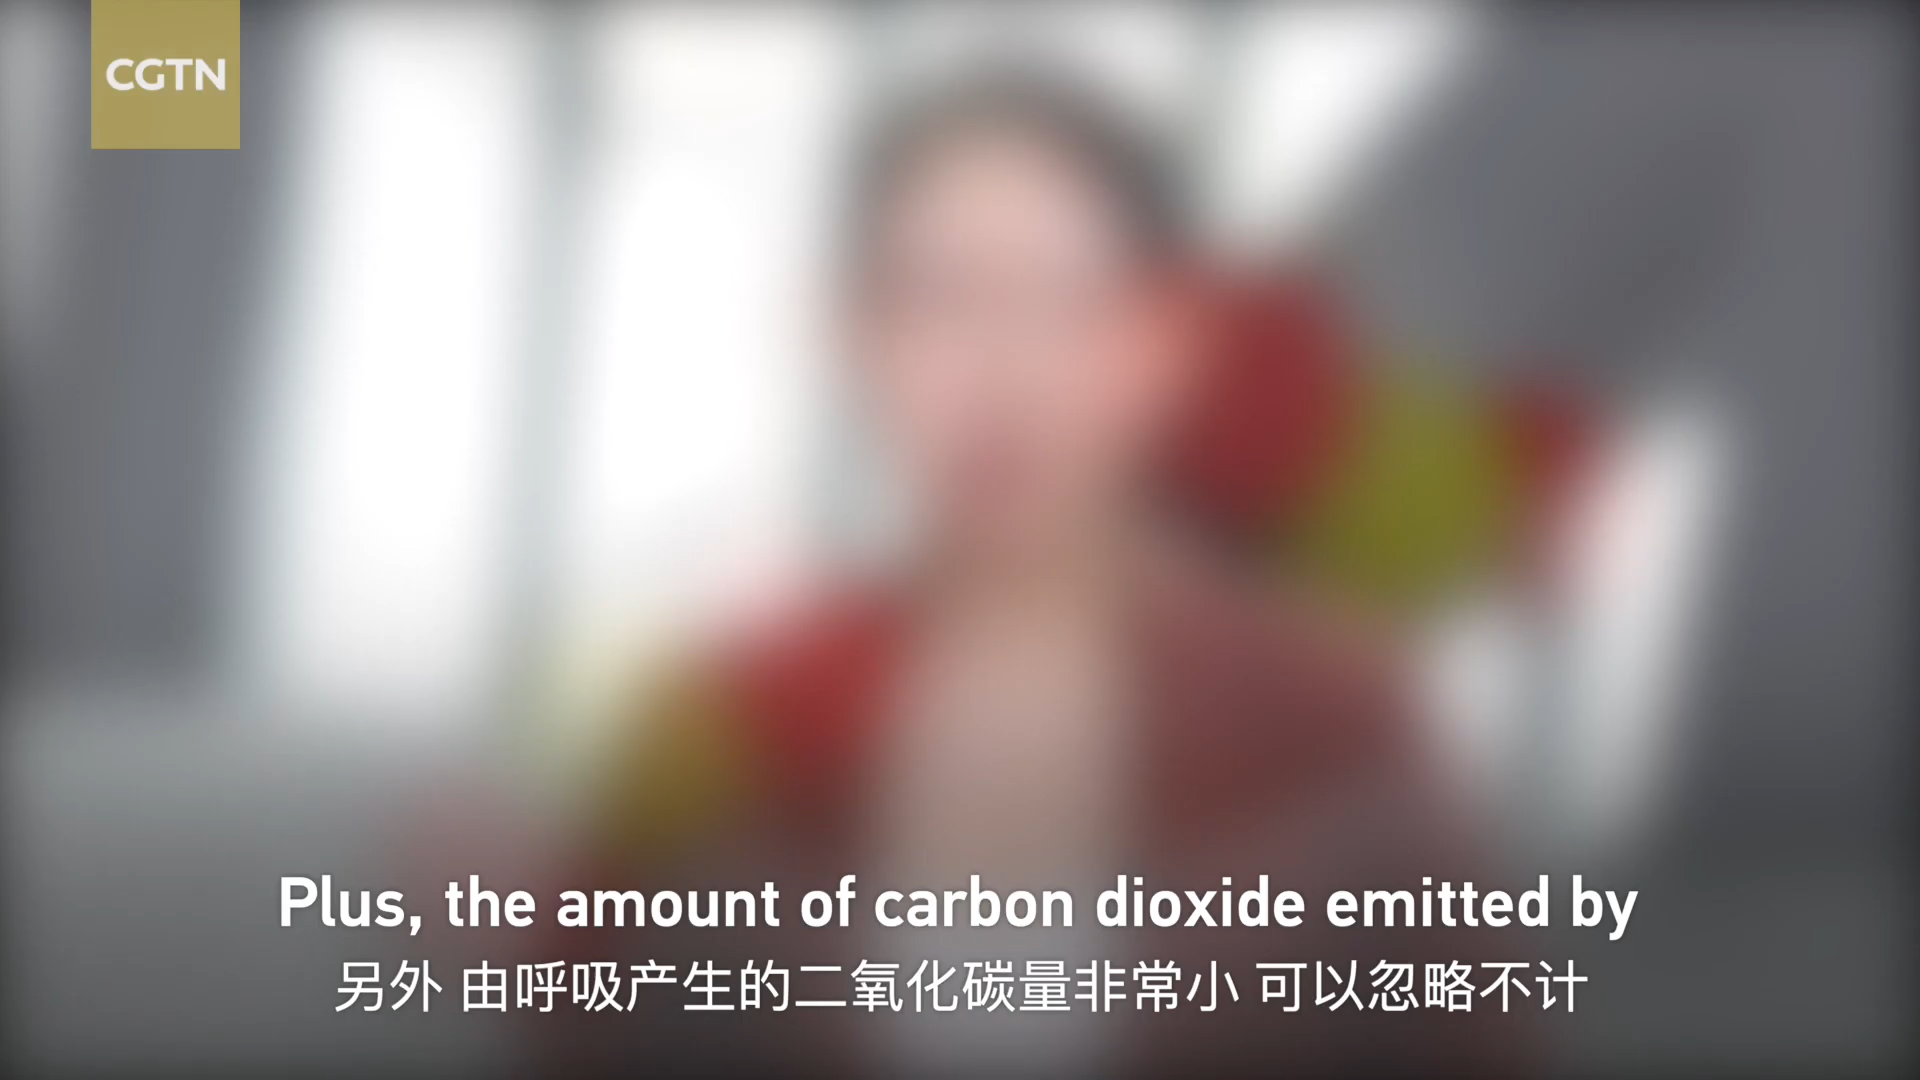 CGTN
Plus, the amount of carbon dioxide emitted by
另外 由呼吸产生的二氧化碳量非常小 可以忽略不计